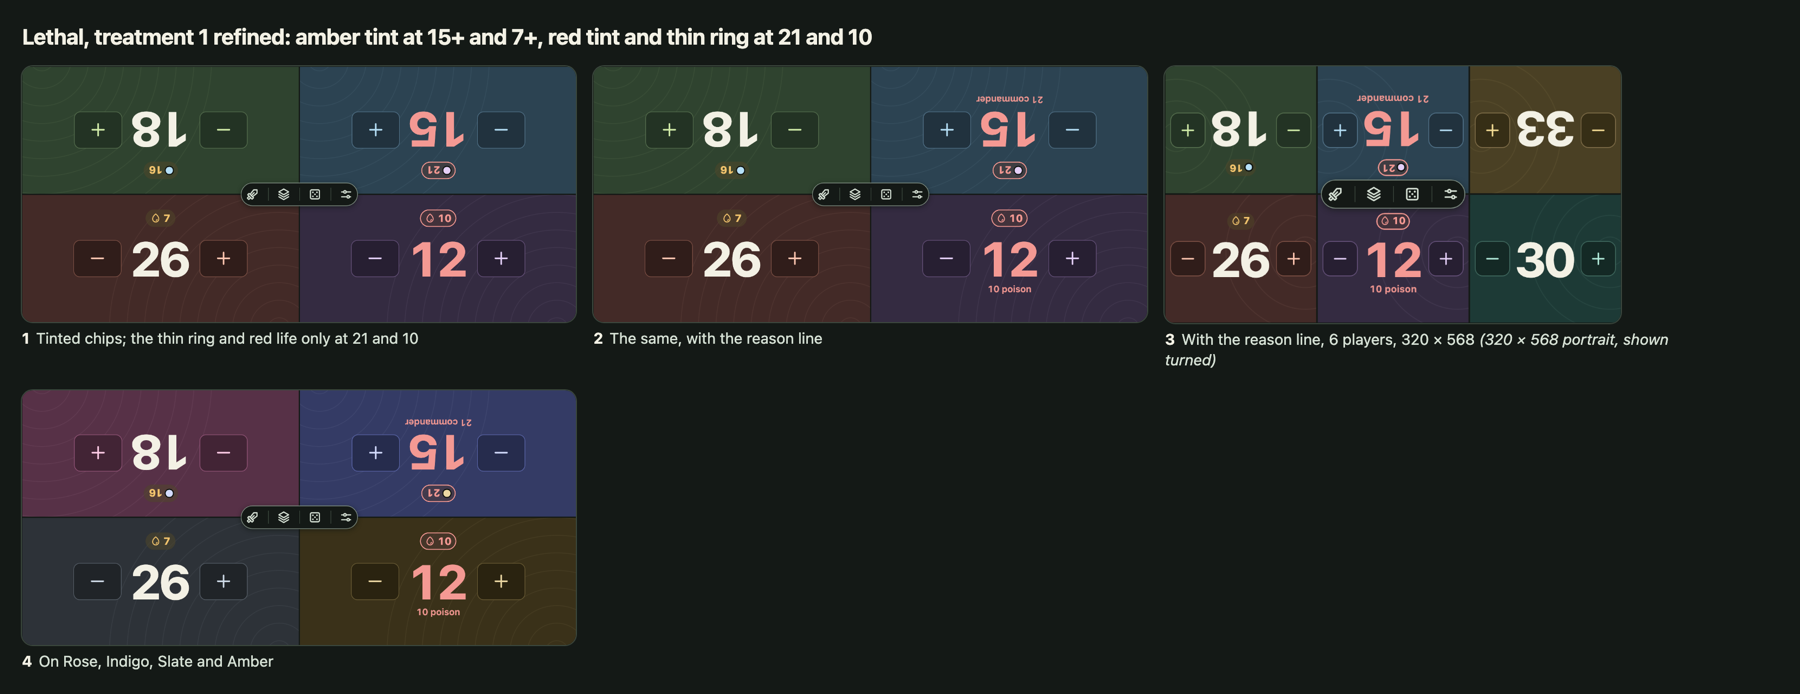 Lethal, treatment 1 refined: amber tint at 15+ and 7+, red tint and thin ring at 21 and 10
+ 18 −
16
+ 15 −
21
7
− 26 +
10
− 12 +
1 Tinted chips; the thin ring and red life only at 21 and 10
+ 18 −
16
21 commander
+ 15 −
21
7
− 26 +
10
− 12 +
10 poison
2 The same, with the reason line
+ 18 −
16
21 commander
+ 15 −
21
+ 33 −
7
− 26 +
10
− 12 +
10 poison
− 30 +
3 With the reason line, 6 players, 320 × 568 (320 × 568 portrait, shown
turned)
+ 18 −
16
21 commander
+ 15 −
21
7
− 26 +
10
− 12 +
10 poison
4 On Rose, Indigo, Slate and Amber